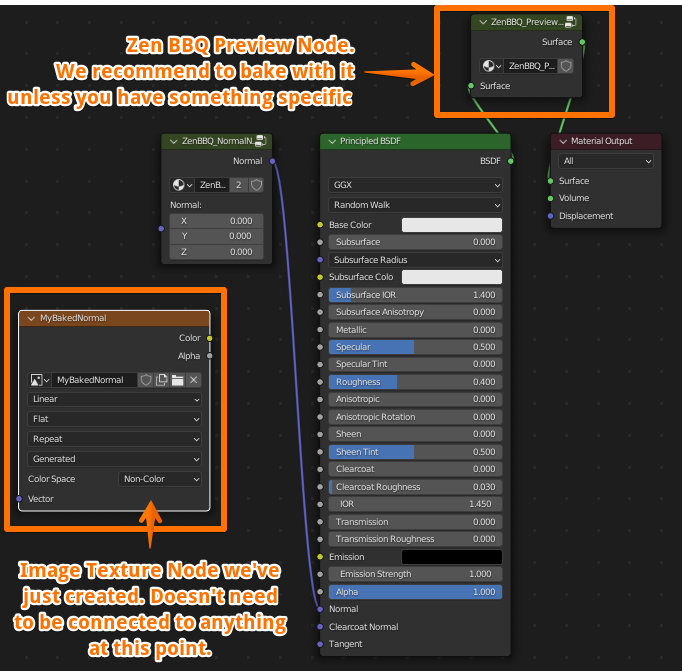 Zen BBQ Preview Node.
We recommend to bake with it
unless you have something specific
ZenBBQ_Preview...
Surface
ZenBBQ_P...
Surface
ZenBBQ_NormalN...
Normal
ZenB...
2
Normal:
X 0.000
Y 0.000
Z 0.000
Principled BSDF
BSDF
GGX
Random Walk
Base Color
Subsurface 0.000
Subsurface Radius
Subsurface Colo
Subsurface IOR 1.400
Subsurface Anisotropy 0.000
Metallic 0.000
Specular 0.500
Specular Tint 0.000
Roughness 0.400
Anisotropic 0.000
Anisotropic Rotation 0.000
Sheen 0.000
Sheen Tint 0.500
Clearcoat 0.000
Clearcoat Roughness 0.030
IOR 1.450
Transmission 0.000
Transmission Roughness 0.000
Emission
Emission Strength 1.000
Alpha 1.000
Normal
Clearcoat Normal
Tangent
Material Output
All
Surface
Volume
Displacement
MyBakedNormal
Color
Alpha
MyBakedNormal
Linear
Flat
Repeat
Generated
Color Space Non-Color
Vector
Image Texture Node we've
just created. Doesn't need
to be connected to anything
at this point.